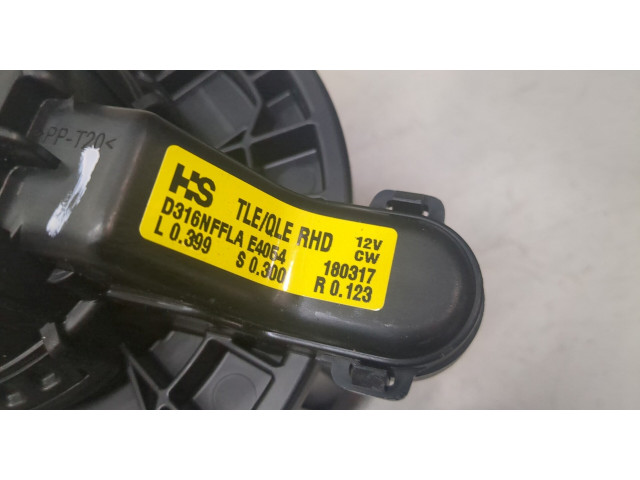 >PP-T20<
HS TLE/QLE RHD 12V
D316NFFLA E4054 CW
L 0.399 S 0.300 180317
R 0.123